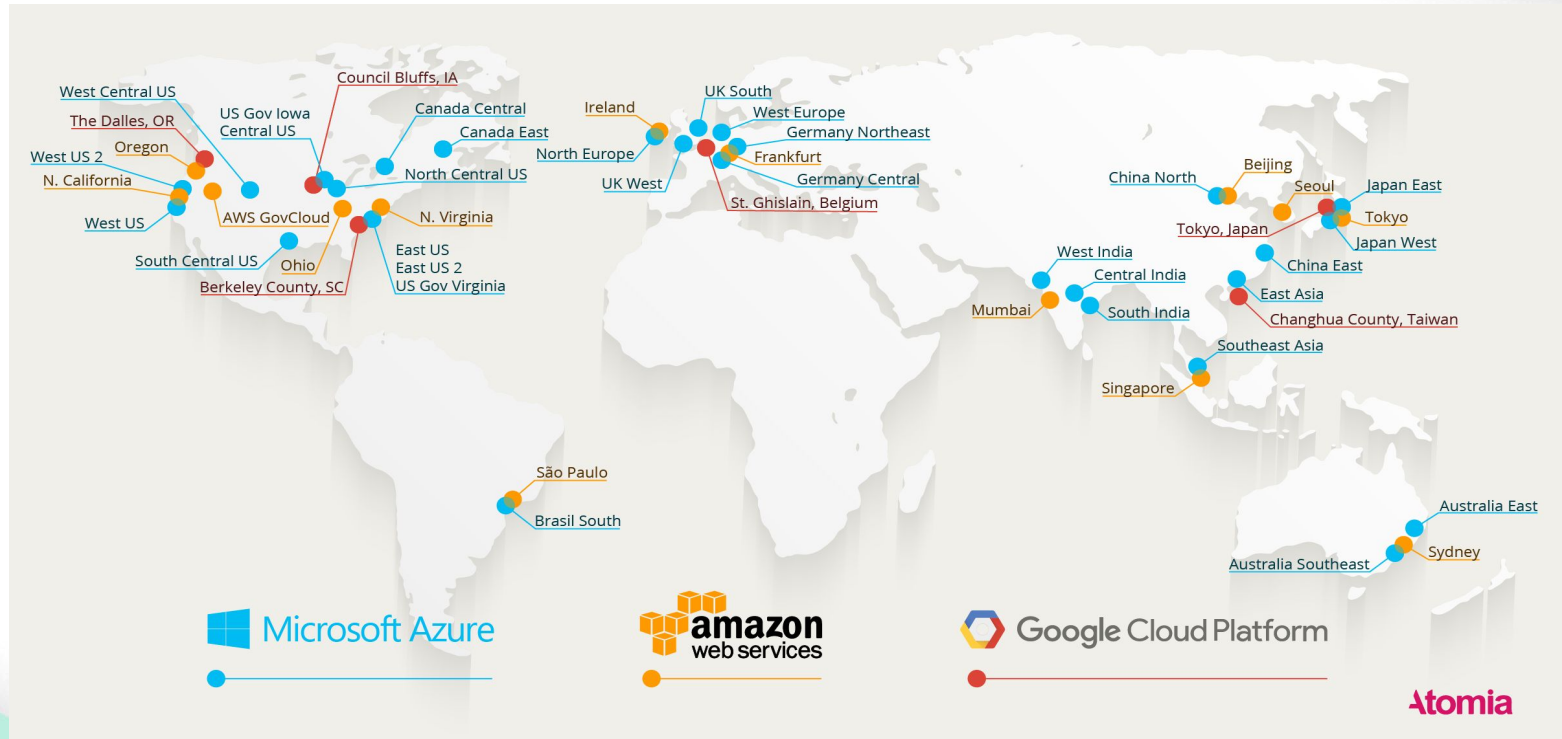 Council Bluffs, IA
West Central US
US Gov Iowa
Central US
Canada Central
The Dalles, OR
Canada East
Oregon
West US 2
N. California
North Central US
West US
AWS GovCloud
N. Virginia
South Central US
Ohio
East US
East US 2
US Gov Virginia
Berkeley County, SC
UK South
Ireland
West Europe
Germany Northeast
North Europe
Frankfurt
UK West
Germany Central
St. Ghislain, Belgium
Beijing
China North
Seoul
Japan East
Tokyo
Tokyo, Japan
Japan West
West India
China East
Central India
East Asia
Mumbai
South India
Changhua County, Taiwan
Southeast Asia
Singapore
São Paulo
Brasil South
Australia East
Sydney
Australia Southeast
Microsoft Azure
amazon
web services
Google Cloud Platform
Atomia